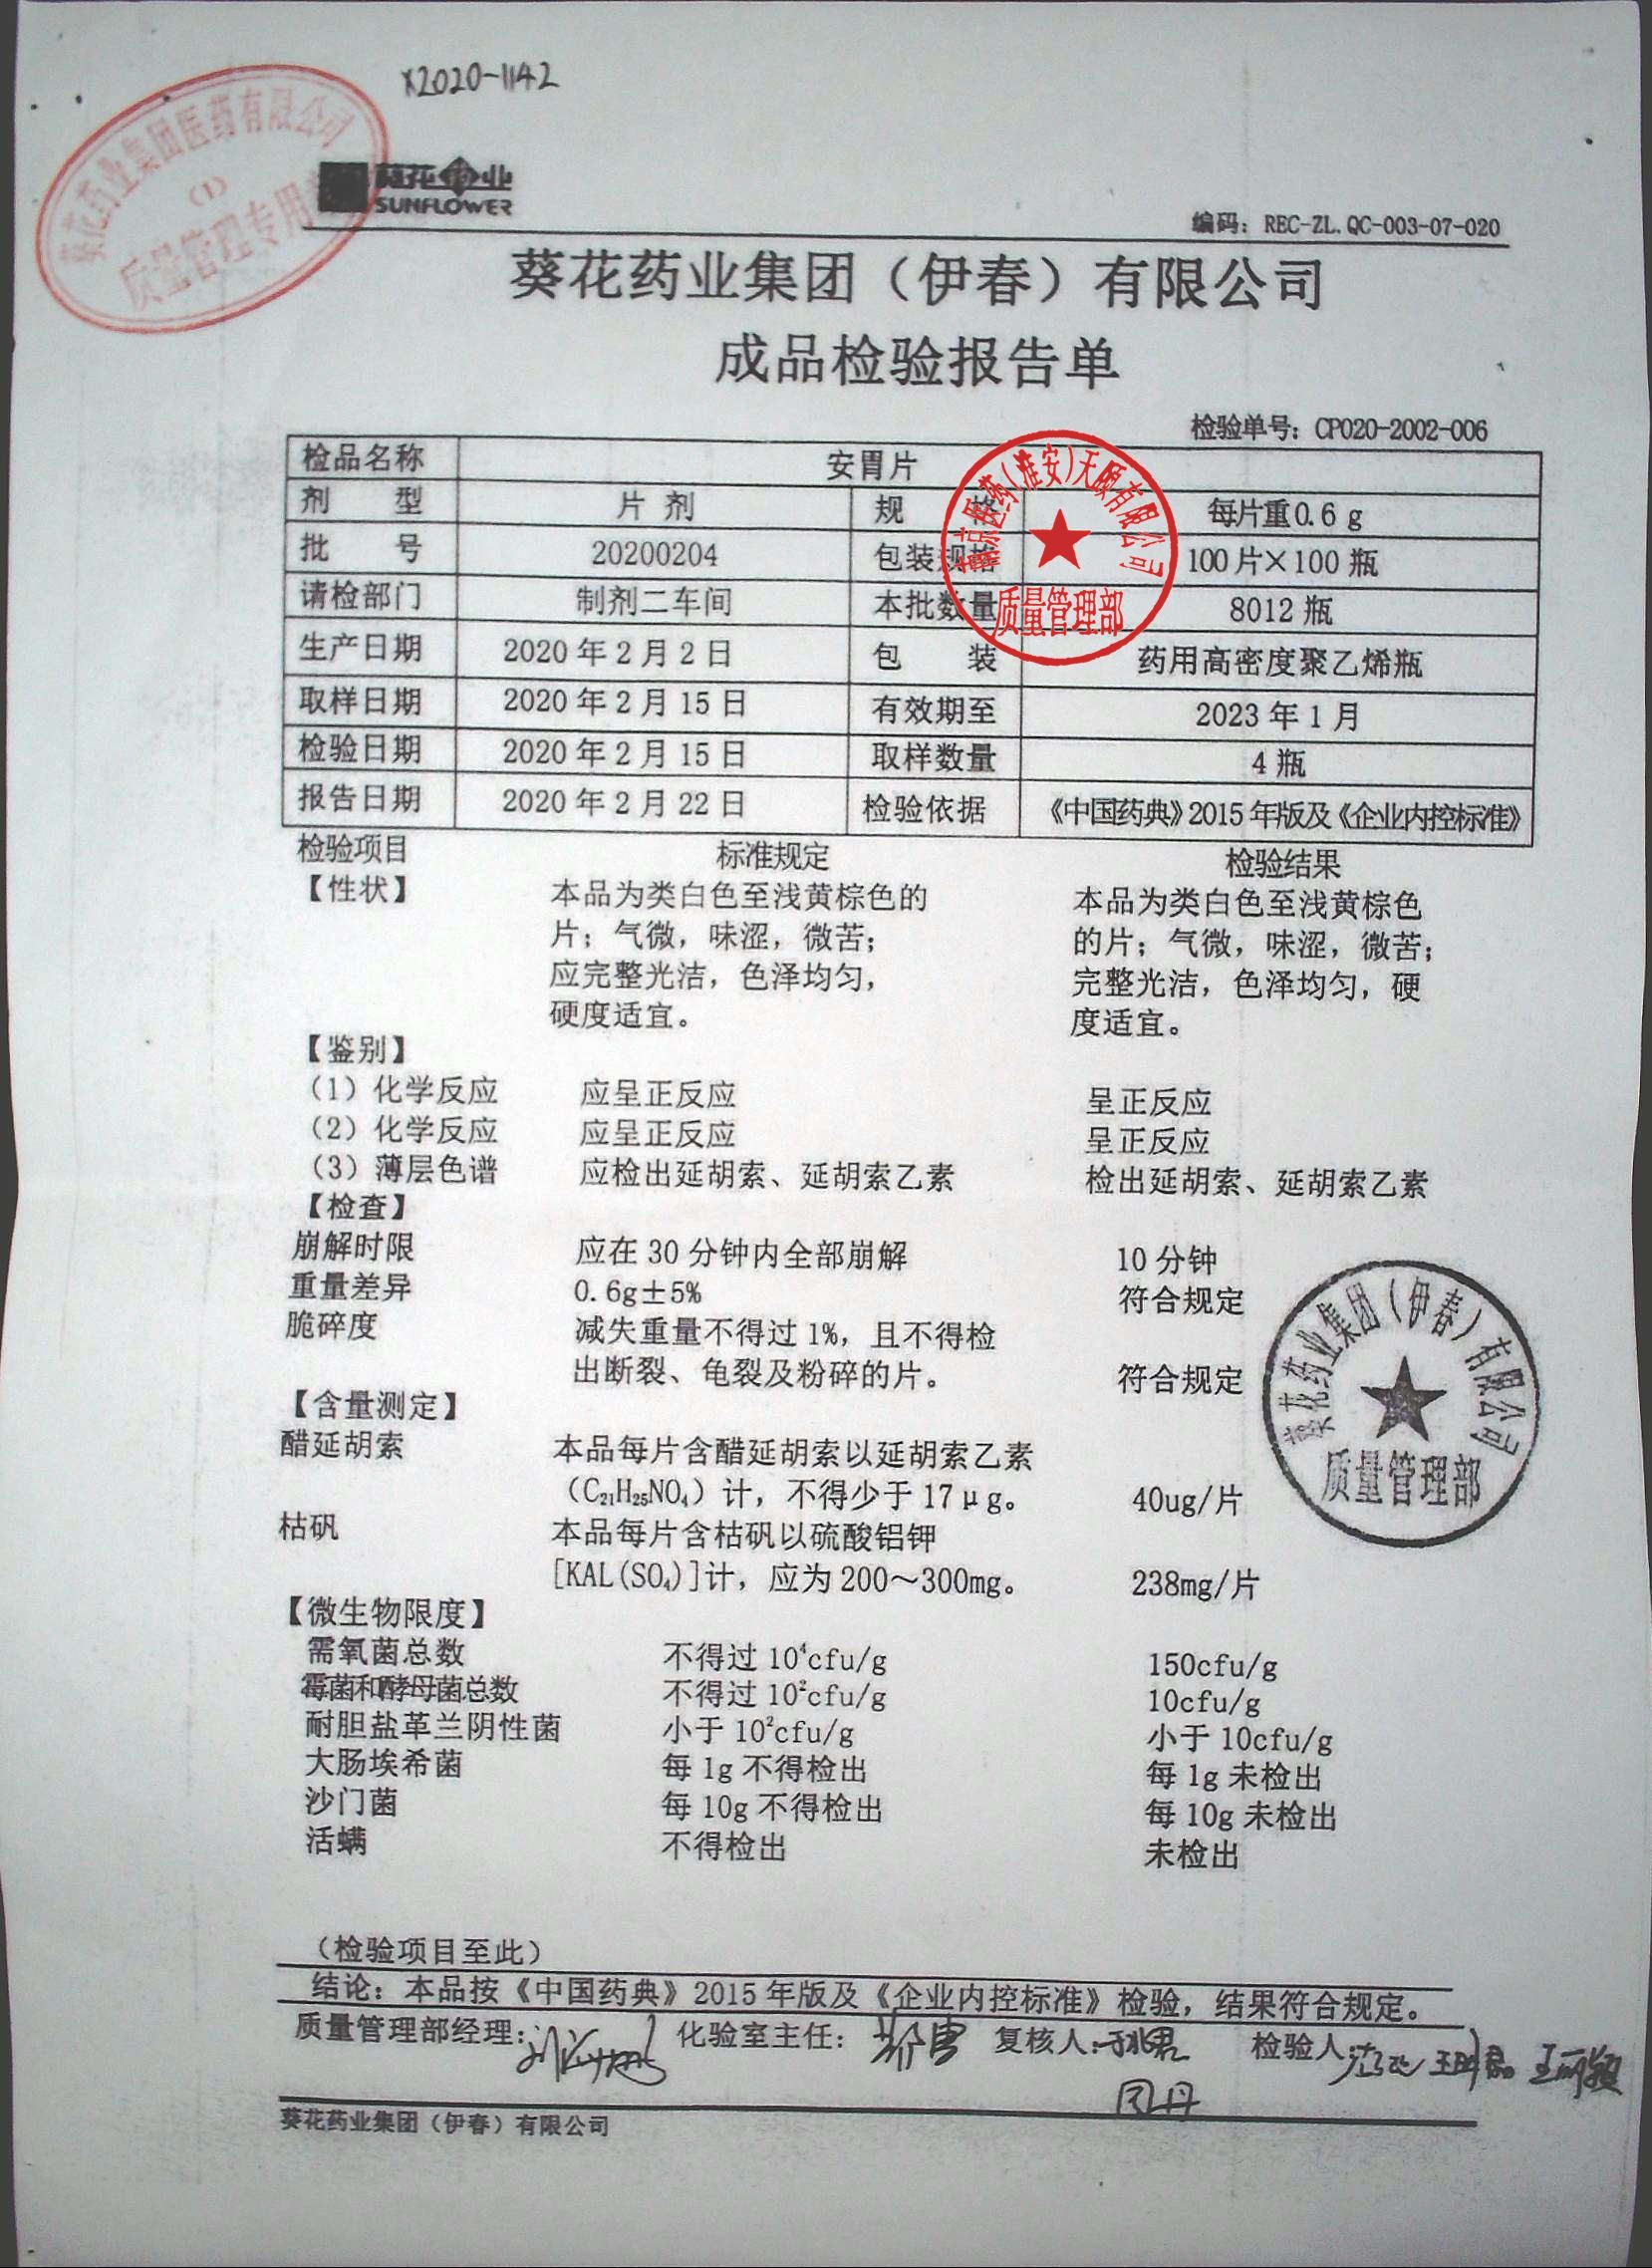 X2020-1142
葵花药业集团医药有限公司
(1)
质量管理专用
葵花药业
SUNFLOWER
编码：REC-ZL.QC-003-07-020
葵花药业集团（伊春）有限公司
成品检验报告单
检验单号：CP020-2002-006
检品名称 安胃片
剂 型 片 剂 规 格 每片重0.6g
批 号 20200204 包装规格 100片×100瓶
请检部门 制剂二车间 本批数量 8012瓶
生产日期 2020年2月2日 包 装 药用高密度聚乙烯瓶
取样日期 2020年2月15日 有效期至 2023年1月
检验日期 2020年2月15日 取样数量 4瓶
报告日期 2020年2月22日 检验依据 《中国药典》2015年版及《企业内控标准》
南京医药(淮安)天颐有限公司
质量管理部
检验项目 标准规定 检验结果
【性状】 本品为类白色至浅黄棕色的 本品为类白色至浅黄棕色
片；气微，味涩，微苦； 的片；气微，味涩，微苦；
应完整光洁，色泽均匀， 完整光洁，色泽均匀，硬
硬度适宜。 度适宜。
【鉴别】
（1）化学反应 应呈正反应 呈正反应
（2）化学反应 应呈正反应 呈正反应
（3）薄层色谱 应检出延胡索、延胡索乙素 检出延胡索、延胡索乙素
【检查】
崩解时限 应在30分钟内全部崩解 10分钟
重量差异 0.6g±5% 符合规定
脆碎度 减失重量不得过1%，且不得检
出断裂、龟裂及粉碎的片。 符合规定
【含量测定】
醋延胡索 本品每片含醋延胡索以延胡索乙素
（C₂₁H₂₅NO₄）计，不得少于17μg。 40ug/片
枯矾 本品每片含枯矾以硫酸铝钾
[KAL(SO₄)]计，应为200～300mg。 238mg/片
葵花药业集团（伊春）有限公司
质量管理部
【微生物限度】
需氧菌总数 不得过10⁴cfu/g 150cfu/g
霉菌和酵母菌总数 不得过10²cfu/g 10cfu/g
耐胆盐革兰阴性菌 小于10²cfu/g 小于10cfu/g
大肠埃希菌 每1g不得检出 每1g未检出
沙门菌 每10g不得检出 每10g未检出
活螨 不得检出 未检出
（检验项目至此）
结论：本品按《中国药典》2015年版及《企业内控标准》检验，结果符合规定。
质量管理部经理： 化验室主任： 复核人： 检验人：
葵花药业集团（伊春）有限公司